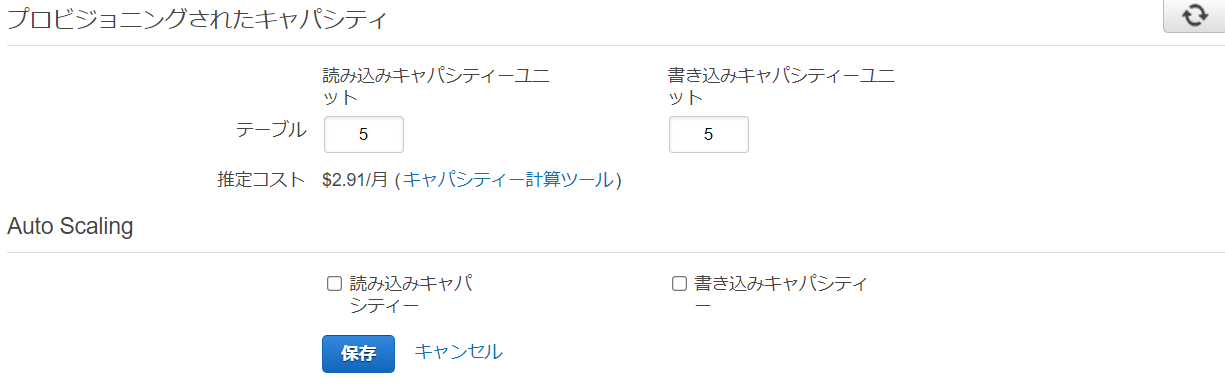 プロビジョニングされたキャパシティ
読み込みキャパシティーユニ
ット
書き込みキャパシティーユニ
ット
テーブル 5 5
推定コスト $2.91/月 (キャパシティー計算ツール)
Auto Scaling
読み込みキャパ
シティー
書き込みキャパシティ
ー
保存 キャンセル